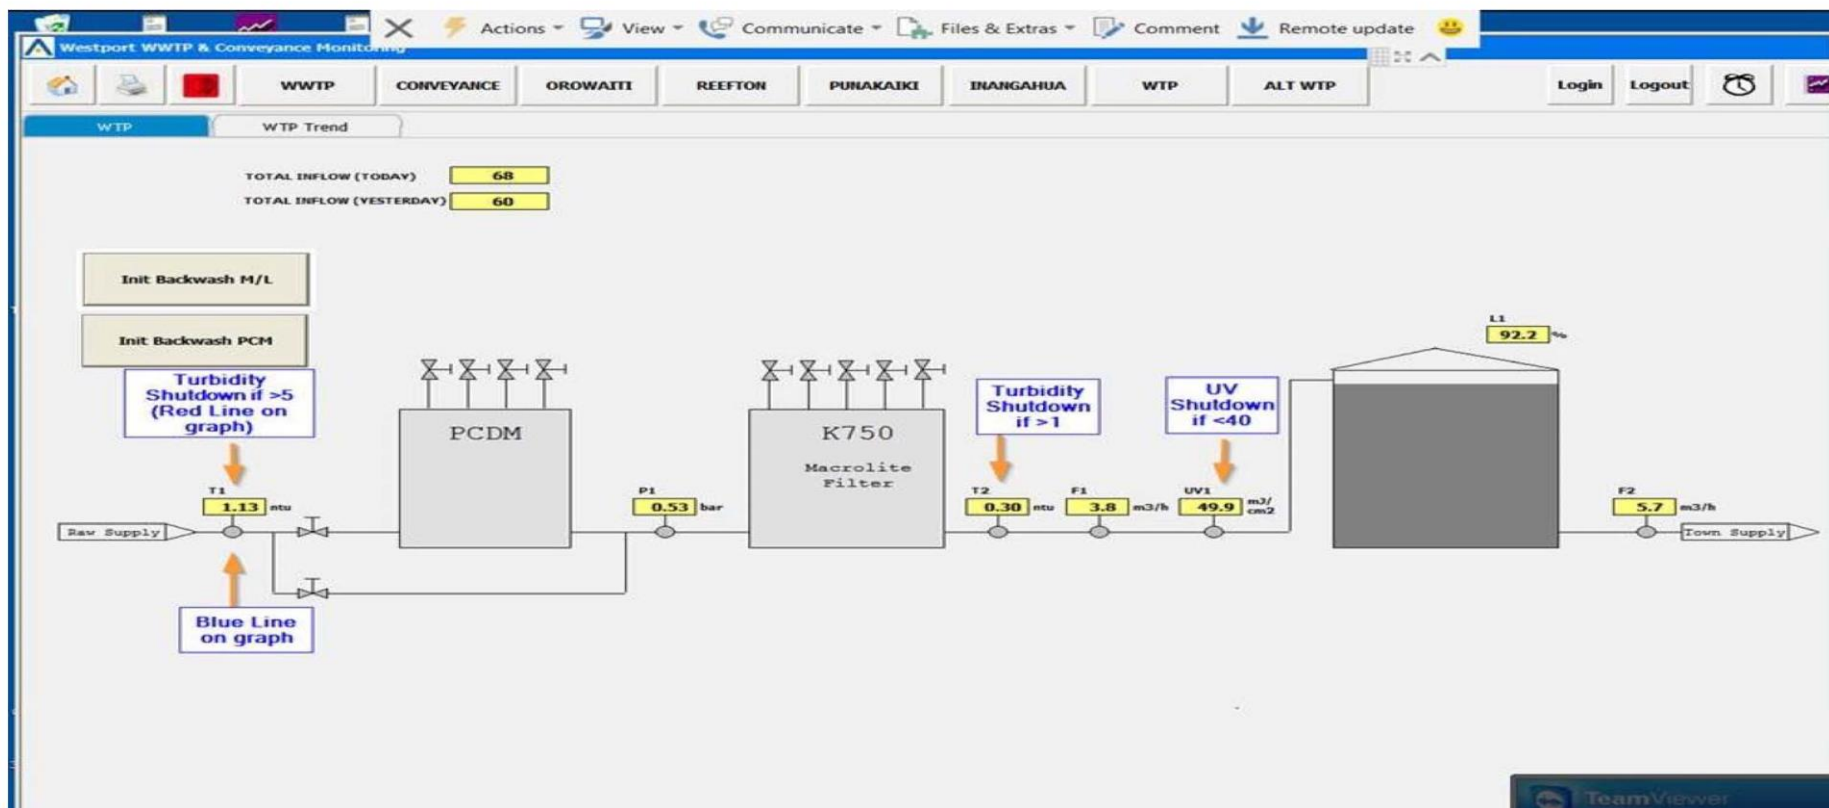 Actions View Communicate Files & Extras Comment Remote update
Westport WWTP & Conveyance Monitoring
WWTP CONVEYANCE OROWAITI REEFTON PUNAKAIKI INANGAHUA WTP ALT WTP Login Logout
WTP WTP Trend
TOTAL INFLOW (TODAY) 68
TOTAL INFLOW (YESTERDAY) 60
Init Backwash M/L
Init Backwash PCM
Turbidity
Shutdown if >5
(Red Line on
graph)
T1
1.13 ntu
Raw Supply
Blue Line
on graph
PCDM
P1
0.53 bar
K750
Macrolite
Filter
Turbidity
Shutdown
if >1
T2
0.30 ntu
F1
3.8 m3/h
UV
Shutdown
if <40
UV1
49.9 mJ/
cm2
L1
92.2 %
F2
5.7 m3/h
Town Supply
TeamViewer